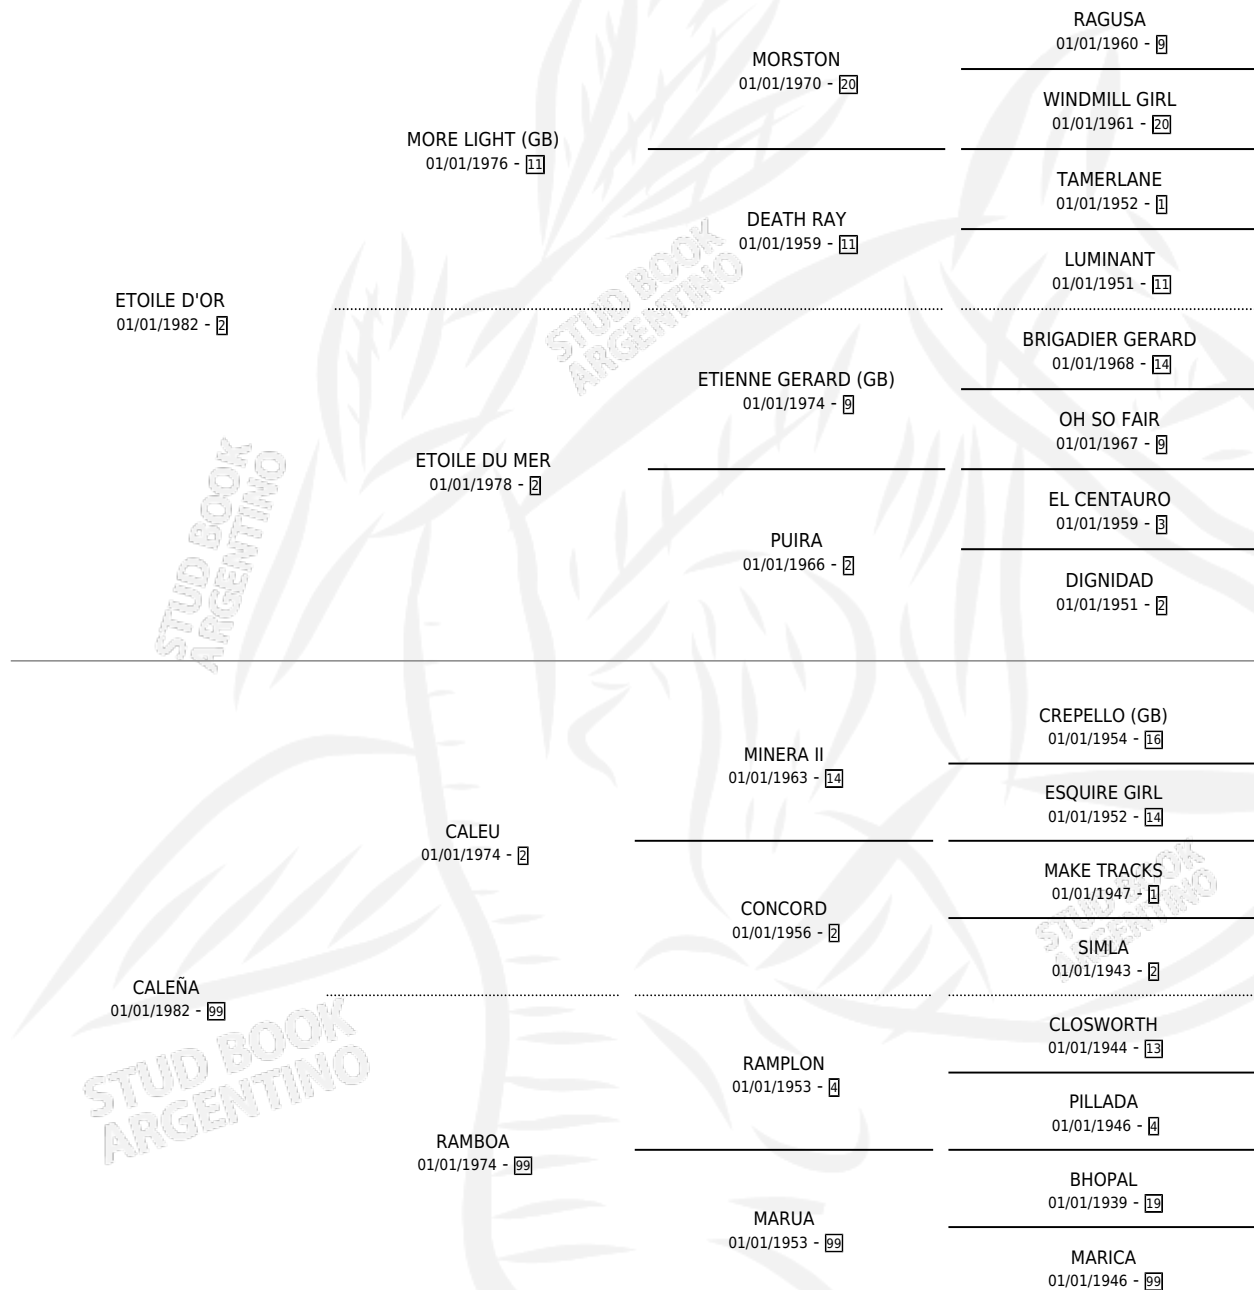 RAGUSA
01/01/1960 - 9
MORSTON
01/01/1970 - 20
WINDMILL GIRL
01/01/1961 - 20
MORE LIGHT (GB)
01/01/1976 - 11
TAMERLANE
01/01/1952 - 1
DEATH RAY
01/01/1959 - 11
LUMINANT
01/01/1951 - 11
ETOILE D'OR
01/01/1982 - 2
BRIGADIER GERARD
01/01/1968 - 14
ETIENNE GERARD (GB)
01/01/1974 - 9
OH SO FAIR
01/01/1967 - 9
ETOILE DU MER
01/01/1978 - 2
EL CENTAURO
01/01/1959 - 3
PUIRA
01/01/1966 - 2
DIGNIDAD
01/01/1951 - 2
CREPELLO (GB)
01/01/1954 - 16
MINERA II
01/01/1963 - 14
ESQUIRE GIRL
01/01/1952 - 14
CALEU
01/01/1974 - 2
MAKE TRACKS
01/01/1947 - 1
CONCORD
01/01/1956 - 2
SIMLA
01/01/1943 - 2
CALEÑA
01/01/1982 - 99
CLOSWORTH
01/01/1944 - 13
RAMPLON
01/01/1953 - 4
PILLADA
01/01/1946 - 4
RAMBOA
01/01/1974 - 99
BHOPAL
01/01/1939 - 19
MARUA
01/01/1953 - 99
MARICA
01/01/1946 - 99
STUD BOOK
ARGENTINO
STUD BOOK
ARGENTINO
STUD BOOK
ARGENTINO
STUD BOOK
ARGENTINO